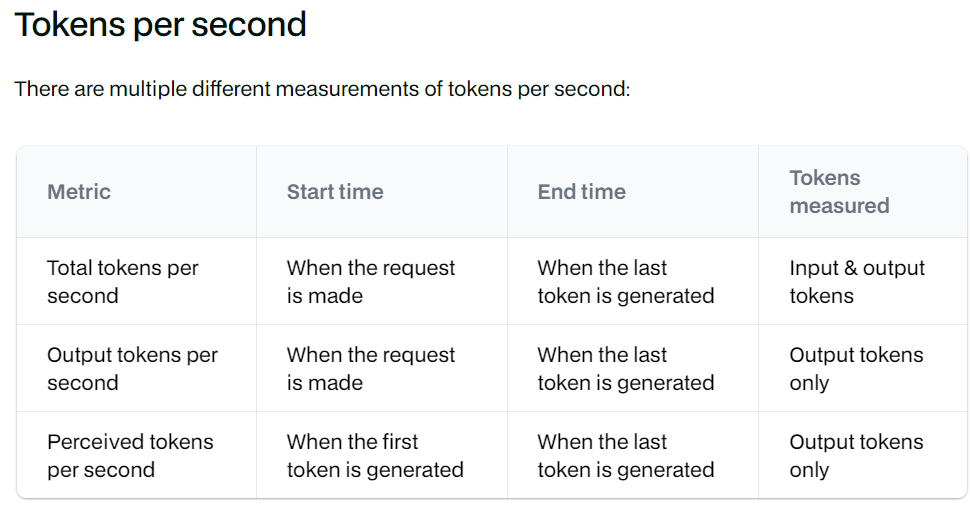 Tokens per second
There are multiple different measurements of tokens per second:
Metric
Start time
End time
Tokens
measured
Total tokens per
second
When the request
is made
When the last
token is generated
Input & output
tokens
Output tokens per
second
When the request
is made
When the last
token is generated
Output tokens
only
Perceived tokens
per second
When the first
token is generated
When the last
token is generated
Output tokens
only